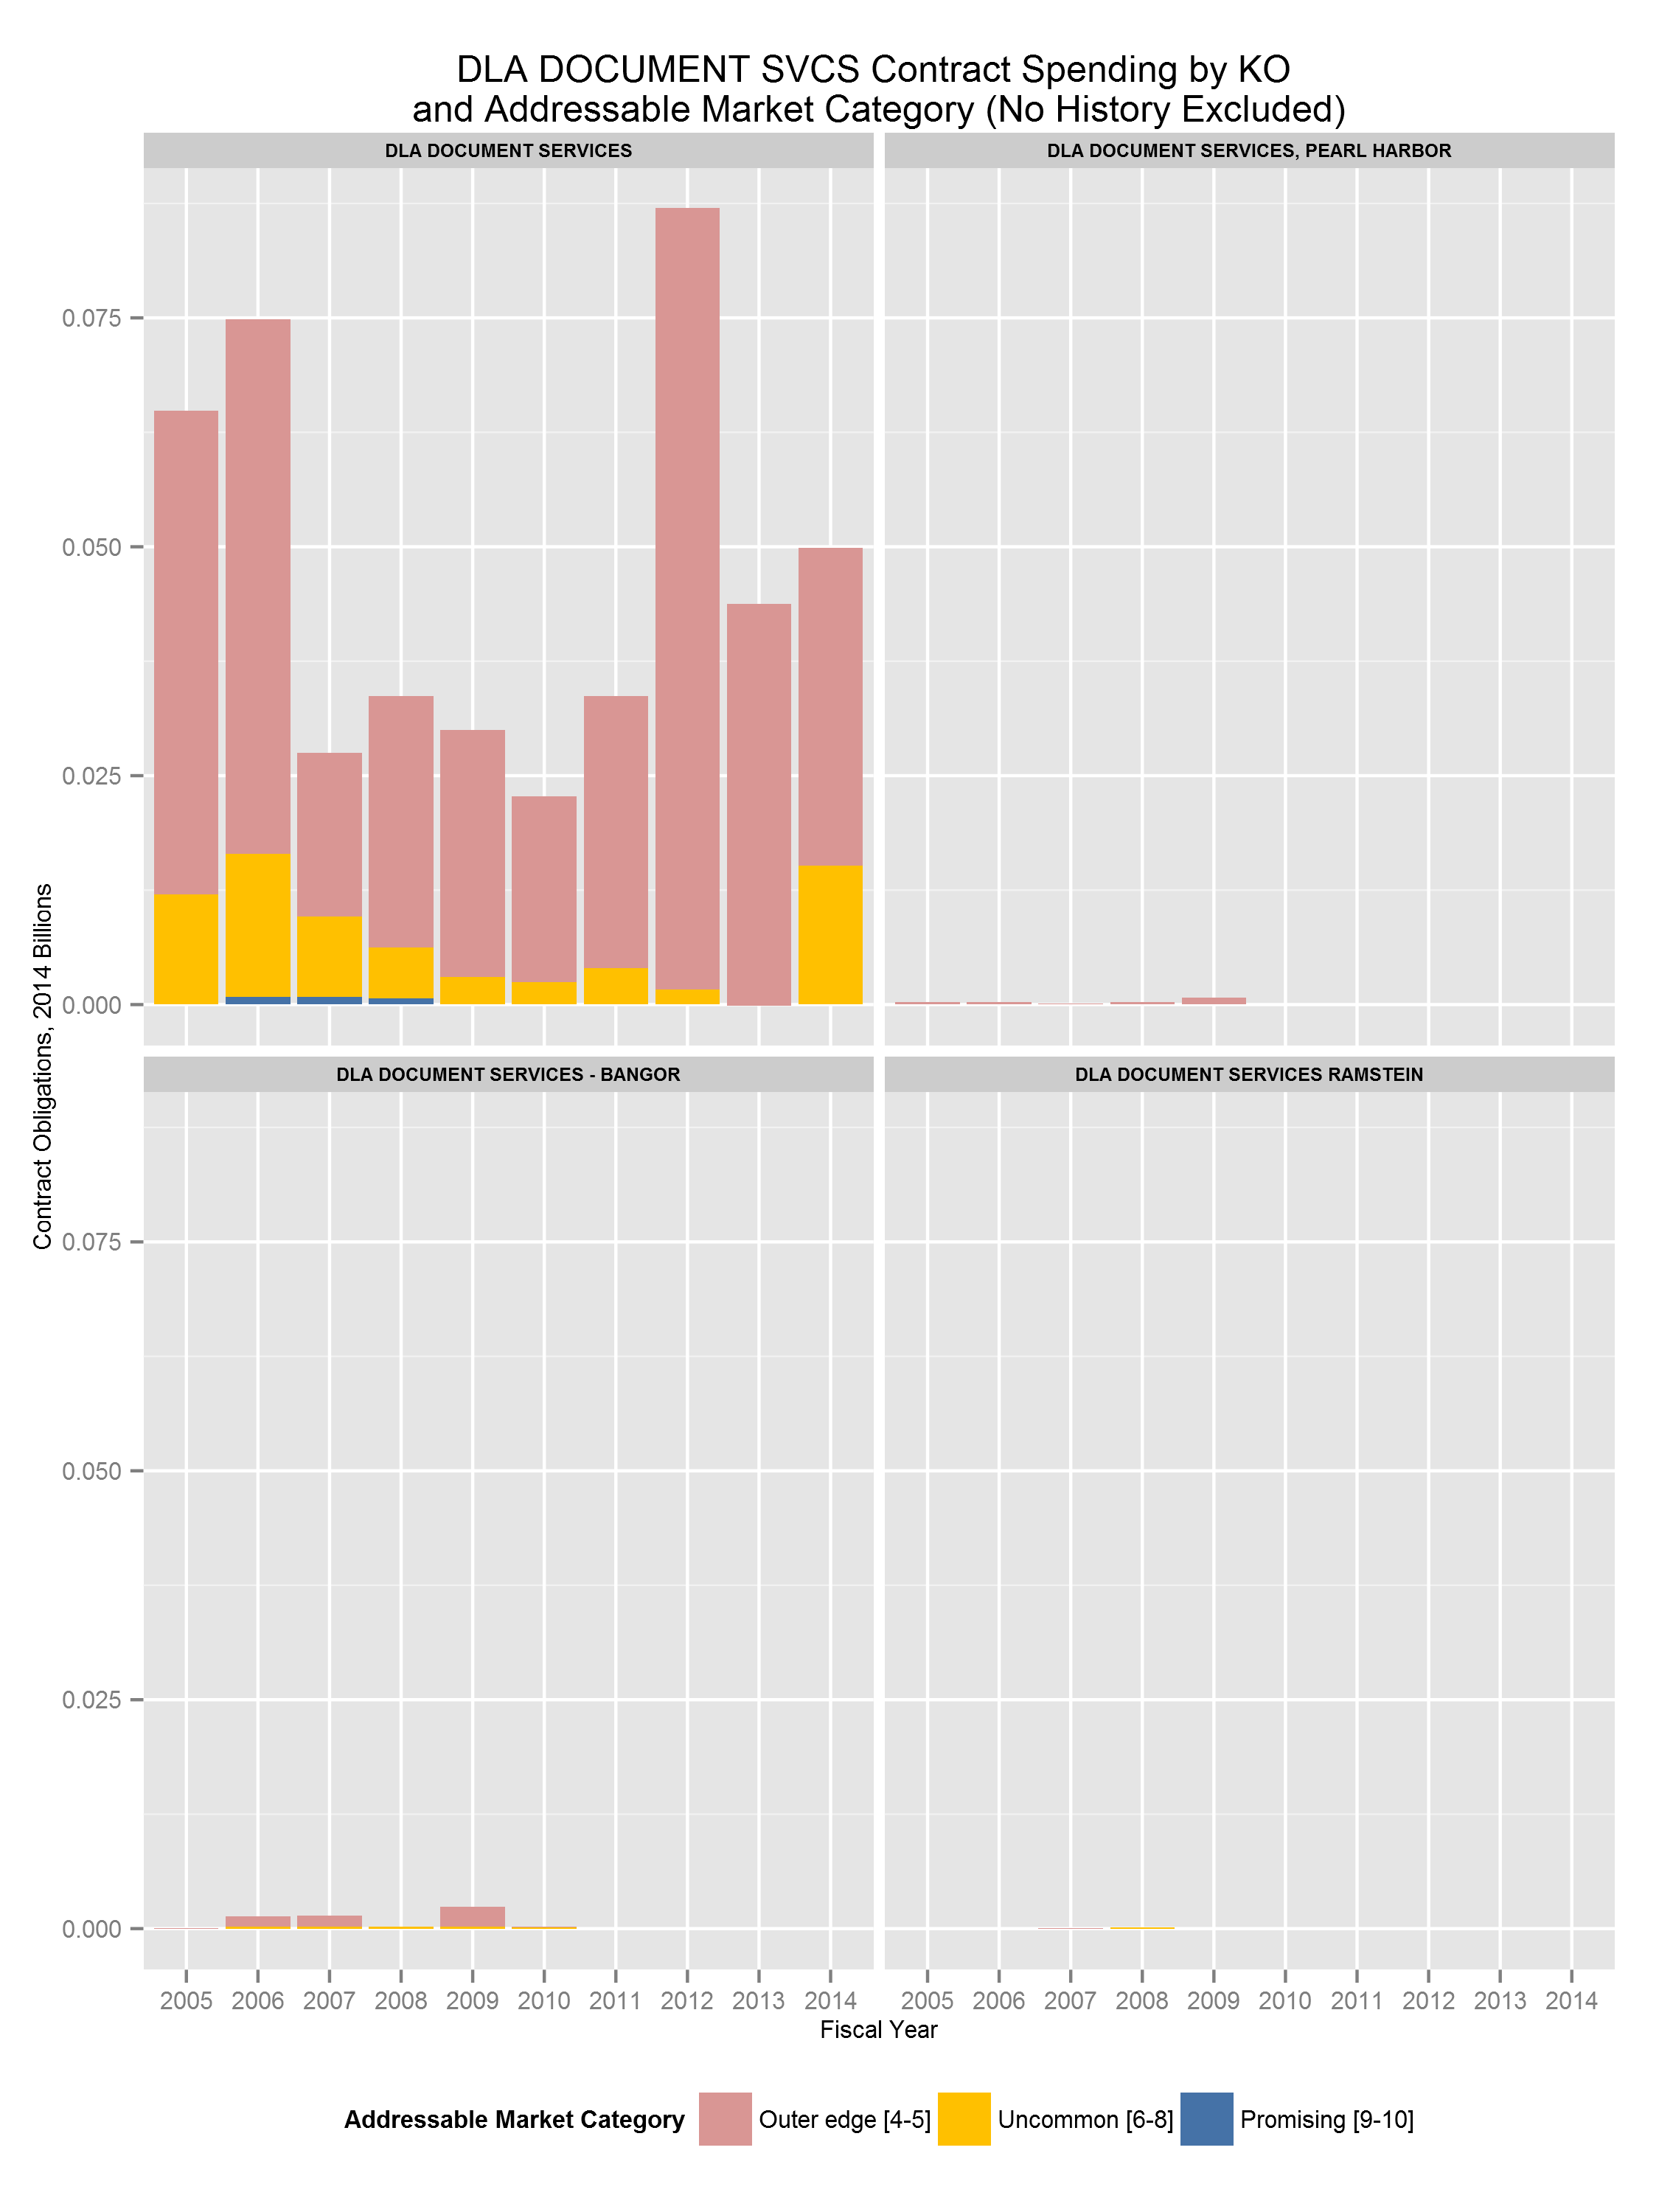 DLA DOCUMENT SVCS Contract Spending by KO
and Addressable Market Category (No History Excluded)
DLA DOCUMENT SERVICES
DLA DOCUMENT SERVICES, PEARL HARBOR
0.075
0.050
0.025
0.000
Contract Obligations, 2014 Billions
DLA DOCUMENT SERVICES - BANGOR
DLA DOCUMENT SERVICES RAMSTEIN
0.075
0.050
0.025
0.000
2005 2006 2007 2008 2009 2010 2011 2012 2013 2014
2005 2006 2007 2008 2009 2010 2011 2012 2013 2014
Fiscal Year
Addressable Market Category Outer edge [4-5] Uncommon [6-8] Promising [9-10]